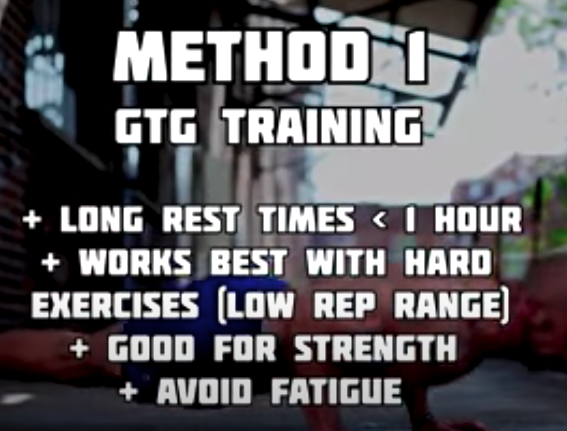 METHOD 1
GTG TRAINING
+ LONG REST TIMES < 1 HOUR
+ WORKS BEST WITH HARD
EXERCISES (LOW REP RANGE)
+ GOOD FOR STRENGTH
+ AVOID FATIGUE